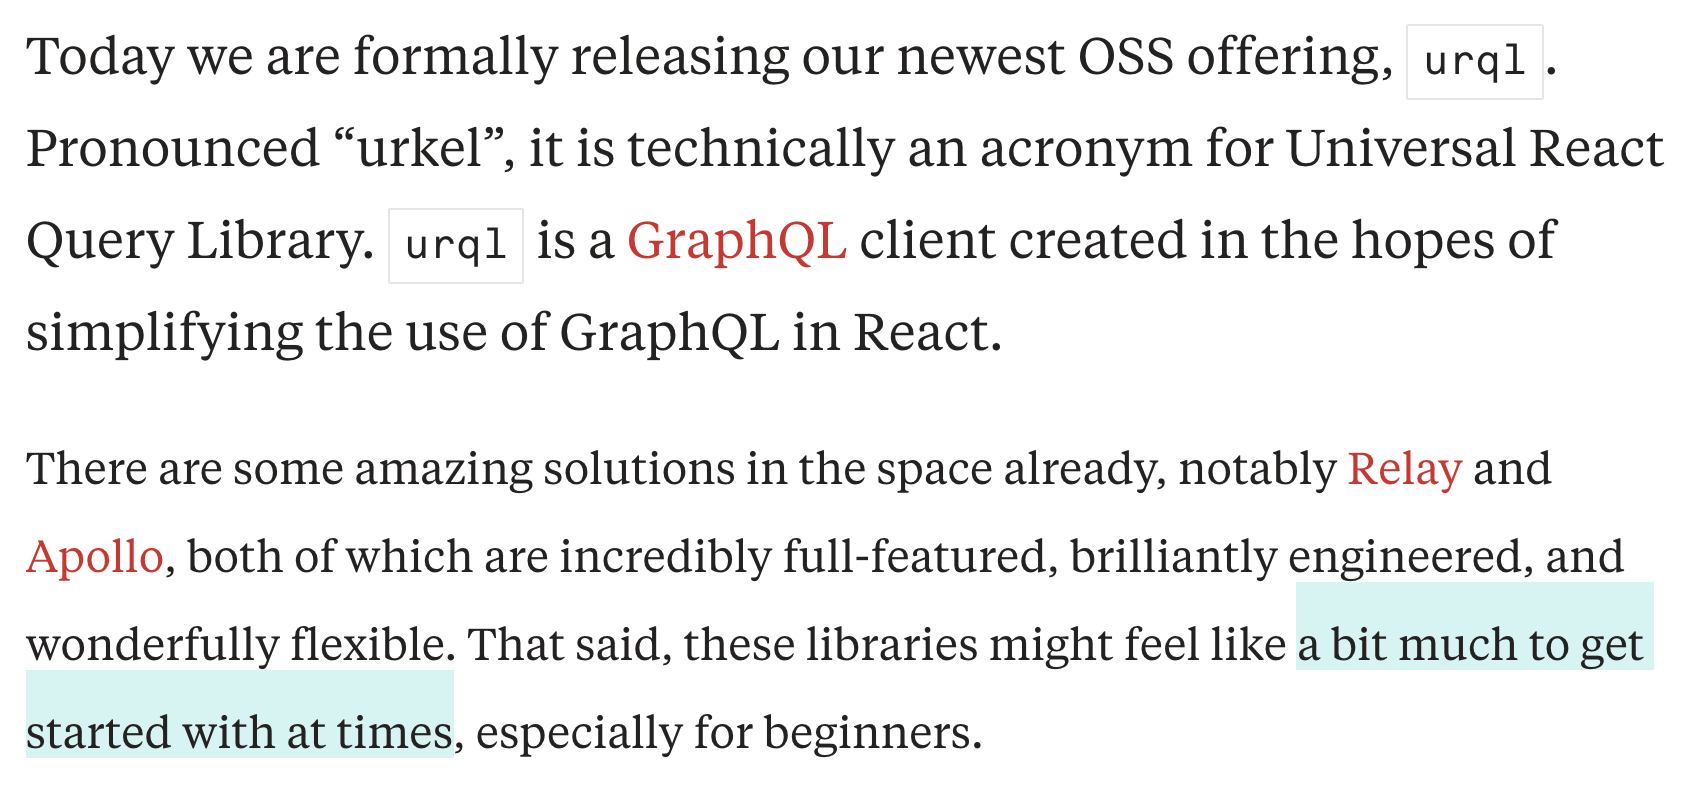 Today we are formally releasing our newest OSS offering, urql.
Pronounced “urkel”, it is technically an acronym for Universal React
Query Library. urql is a GraphQL client created in the hopes of
simplifying the use of GraphQL in React.
There are some amazing solutions in the space already, notably Relay and
Apollo, both of which are incredibly full-featured, brilliantly engineered, and
wonderfully flexible. That said, these libraries might feel like a bit much to get
started with at times, especially for beginners.